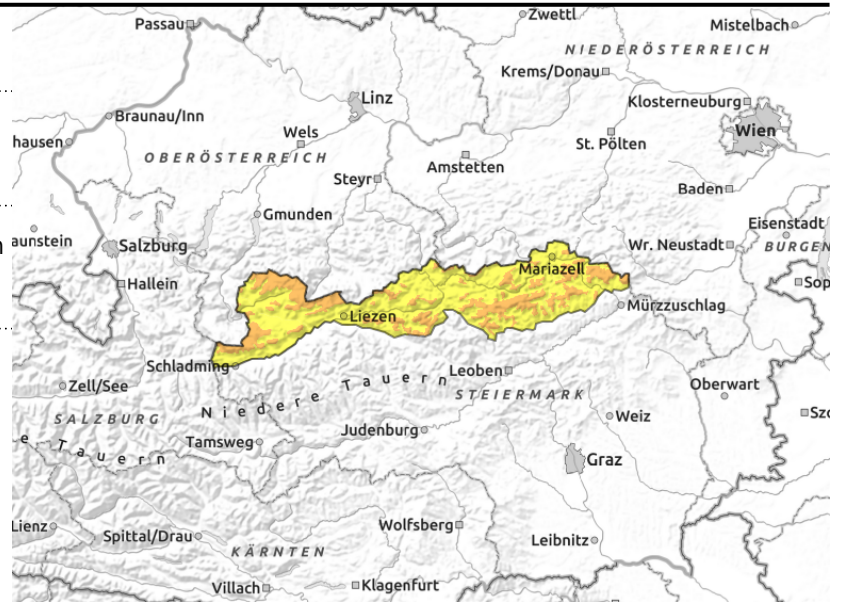 Zwettl
Passau
Mistelbach
NIEDERÖSTERREICH
Krems/Donau
Linz
Klosterneuburg
Braunau/Inn
Wien
Wels
hausen
St. Pölten
OBERÖSTERREICH
Amstetten
Steyr
Baden
Gmunden
Eisenstadt
aunstein
Salzburg
Wr. Neustadt
BURGEN
Mariazell
Hallein
Sop
Mürzzuschlag
Liezen
Schladming
Leoben
Zell/See
Niedere Tauern
Oberwart
STEIERMARK
SALZBURG
Weiz
Szo
Judenburg
e Tauern
Tamsweg
Graz
Wolfsberg
Lienz
Spittal/Drau
Leibnitz
KÄRNTEN
Villach
Klagenfurt